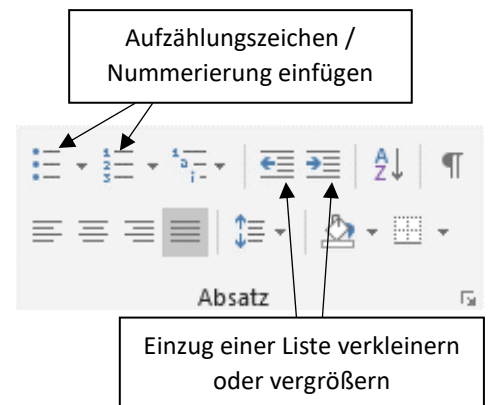 Aufzählungszeichen /
Nummerierung einfügen
Absatz
Einzug einer Liste verkleinern
oder vergrößern